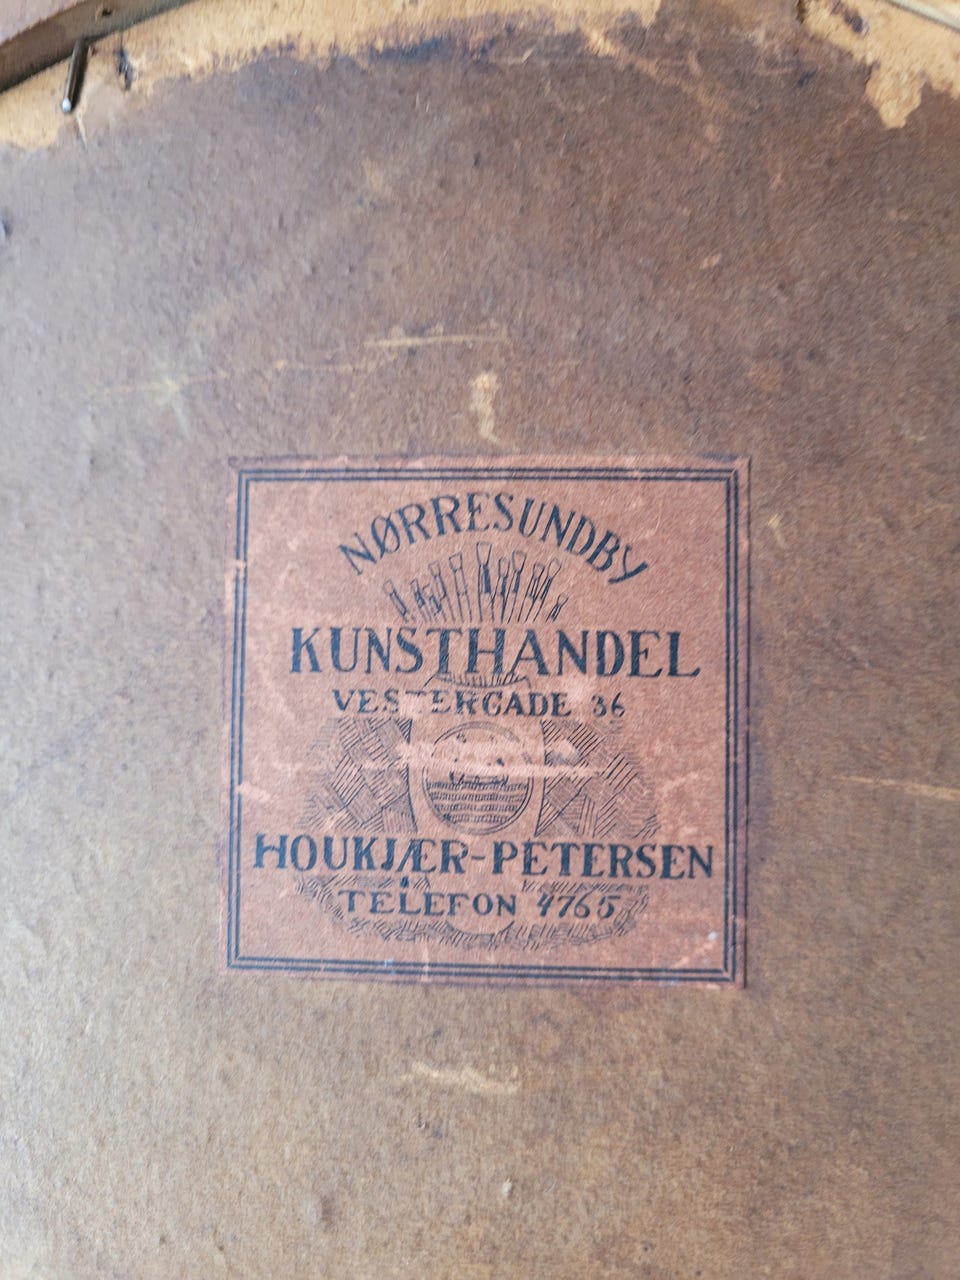 NØRRESUNDBY
KUNSTHANDEL
VESTERGADE 36
HOUKJÆR-PETERSEN
TELEFON 4765